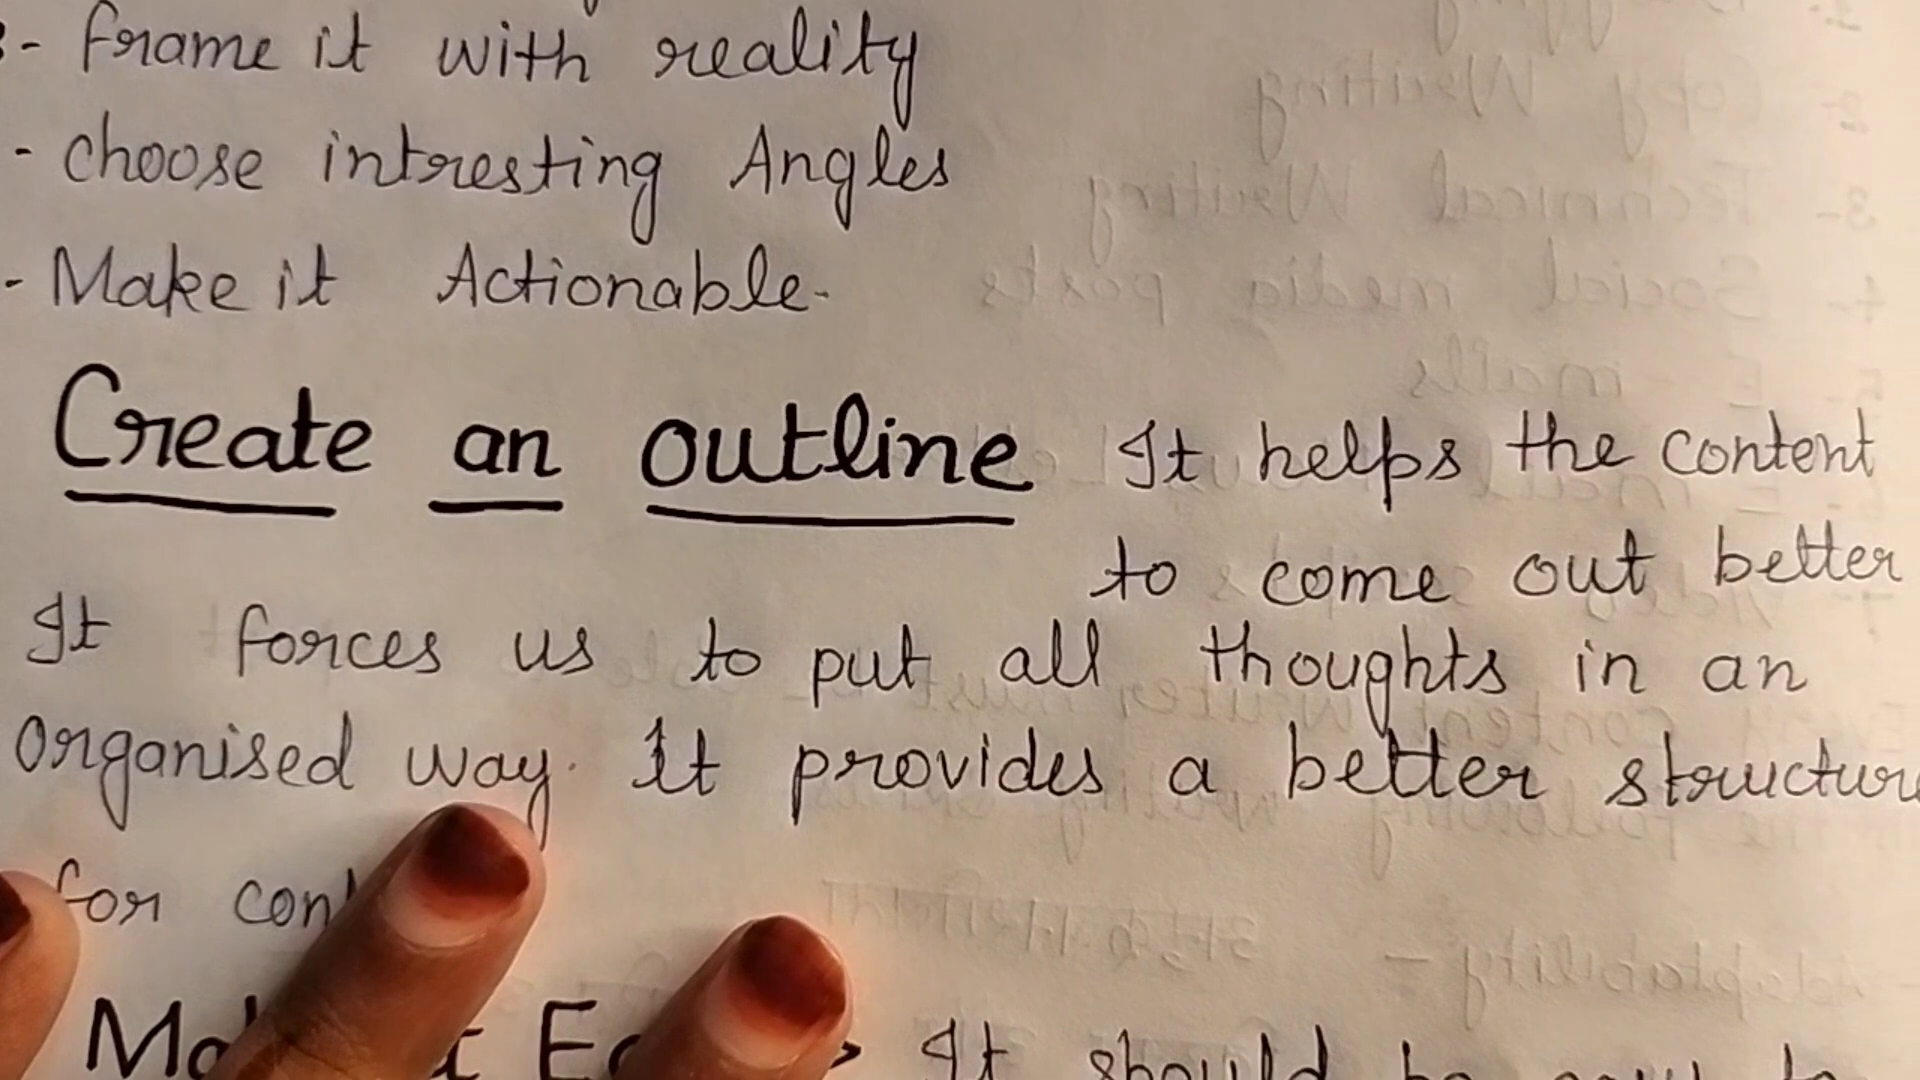 - Frame it with reality
- choose intresting Angles
- Make it Actionable.
Create an outline It helps the content
to come out better
It forces us to put all thoughts in an
organised way. It provides a better structure
for
It should